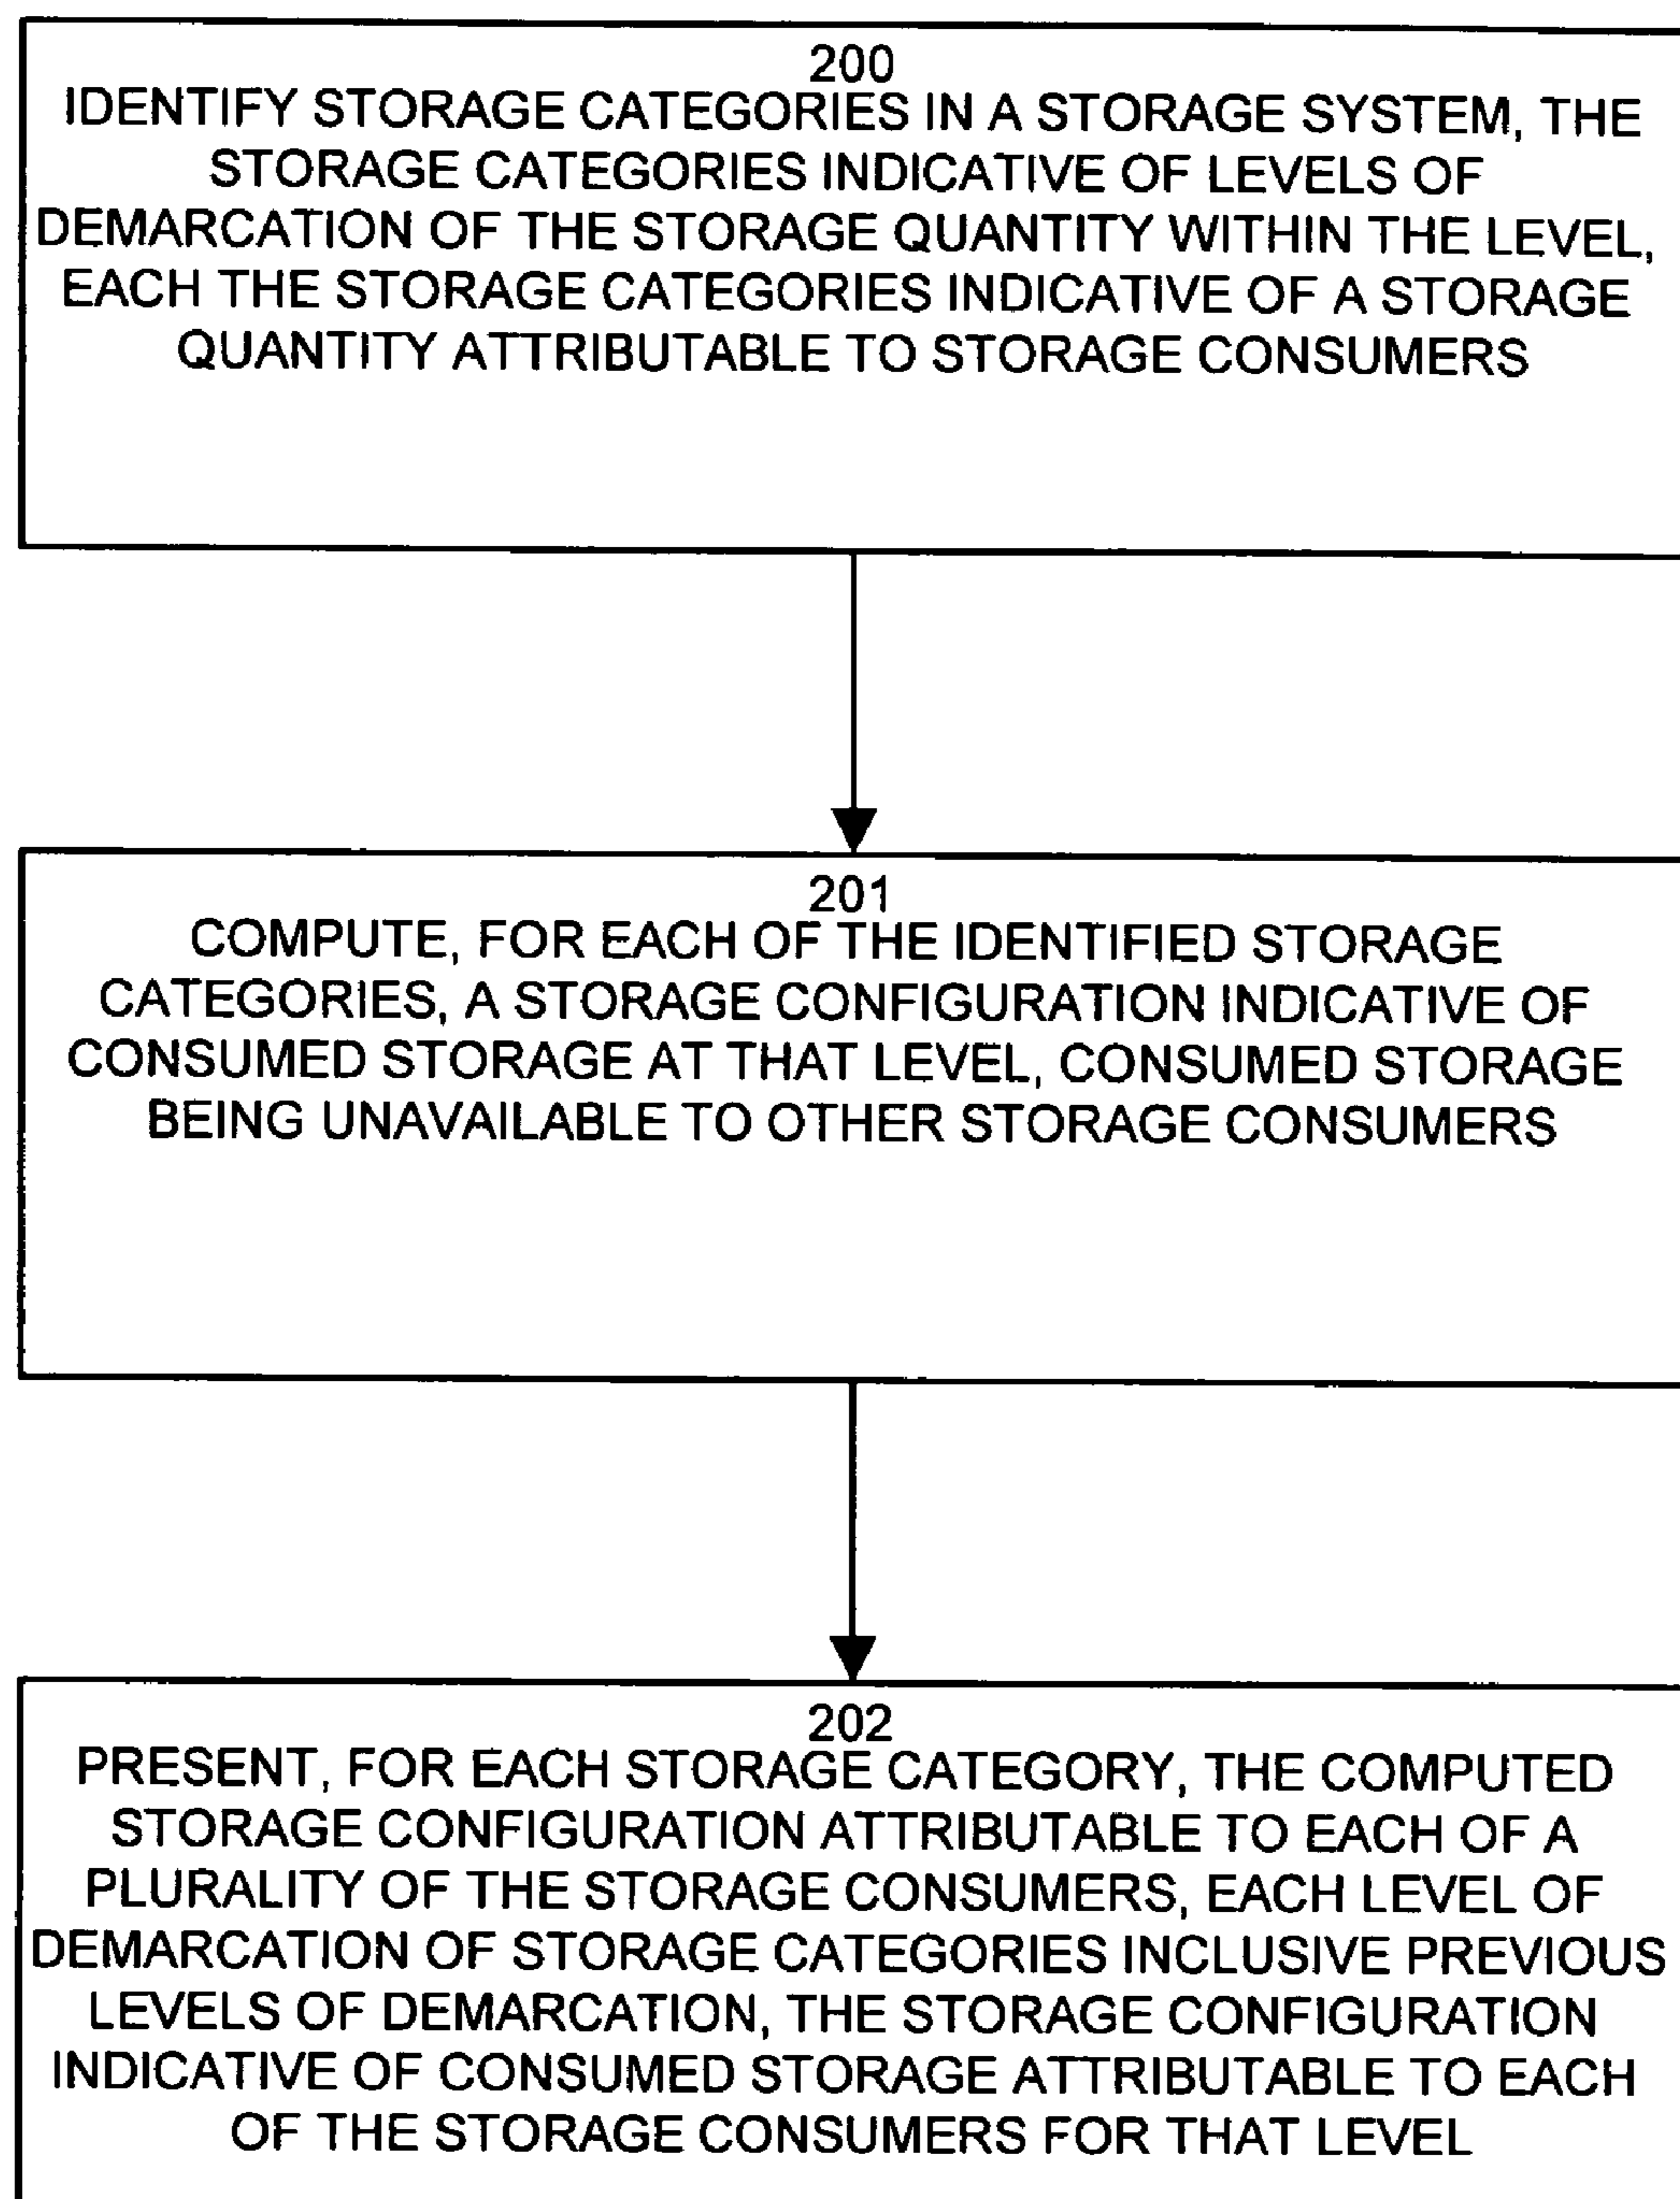 200
IDENTIFY STORAGE CATEGORIES IN A STORAGE SYSTEM, THE
STORAGE CATEGORIES INDICATIVE OF LEVELS OF
DEMARCATION OF THE STORAGE QUANTITY WITHIN THE LEVEL,
EACH THE STORAGE CATEGORIES INDICATIVE OF A STORAGE
QUANTITY ATTRIBUTABLE TO STORAGE CONSUMERS
201
COMPUTE, FOR EACH OF THE IDENTIFIED STORAGE
CATEGORIES, A STORAGE CONFIGURATION INDICATIVE OF
CONSUMED STORAGE AT THAT LEVEL, CONSUMED STORAGE
BEING UNAVAILABLE TO OTHER STORAGE CONSUMERS
202
PRESENT, FOR EACH STORAGE CATEGORY, THE COMPUTED
STORAGE CONFIGURATION ATTRIBUTABLE TO EACH OF A
PLURALITY OF THE STORAGE CONSUMERS, EACH LEVEL OF
DEMARCATION OF STORAGE CATEGORIES INCLUSIVE PREVIOUS
LEVELS OF DEMARCATION, THE STORAGE CONFIGURATION
INDICATIVE OF CONSUMED STORAGE ATTRIBUTABLE TO EACH
OF THE STORAGE CONSUMERS FOR THAT LEVEL